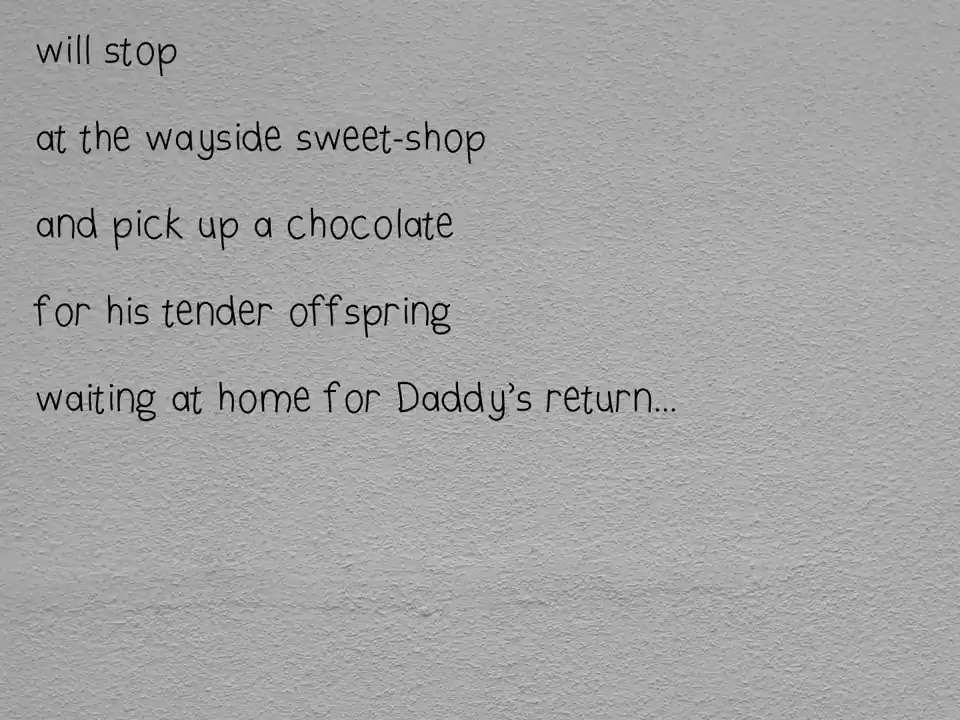 will stop
at the wayside sweet-shop
and pick up a chocolate
for his tender offspring
waiting at home for Daddy's return...